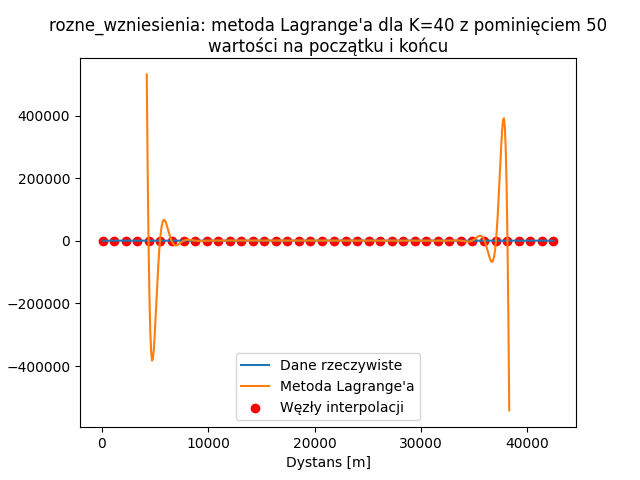 rozne_wzniesienia: metoda Lagrange'a dla K=40 z pominięciem 50
wartości na początku i końcu
400000
200000
0
−200000
−400000
Dane rzeczywiste
Metoda Lagrange'a
Węzły interpolacji
0 10000 20000 30000 40000
Dystans [m]